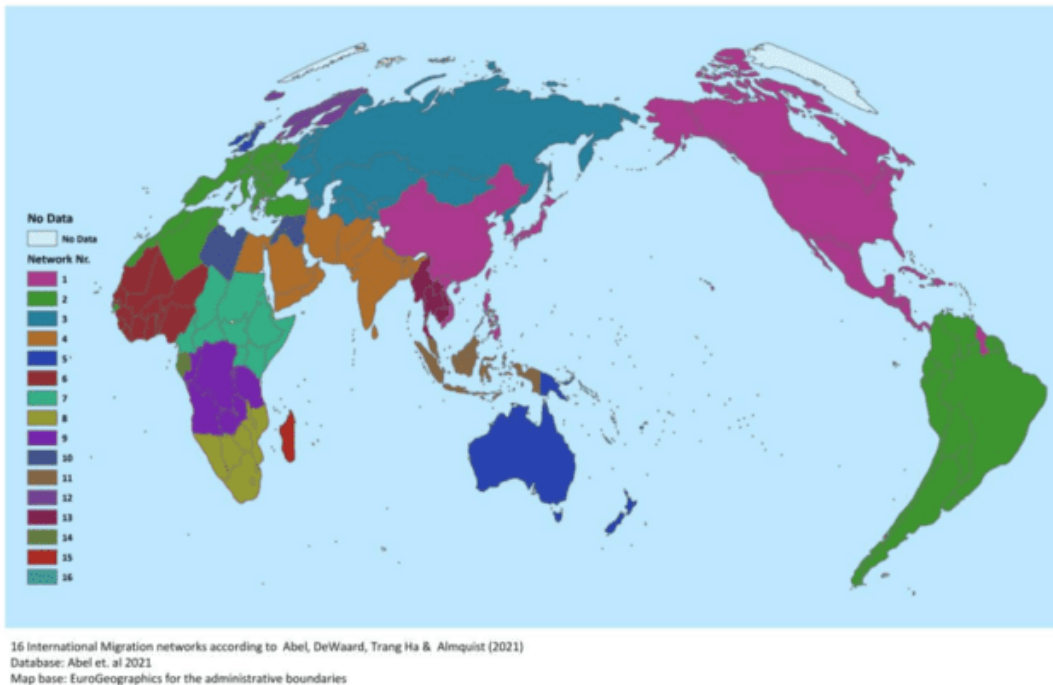 No Data
No Data
Network Nr.
1
2
3
4
5
6
7
8
9
10
11
12
13
14
15
16
16 International Migration networks according to Abel, DeWaard, Trang Ha & Almquist (2021)
Database: Abel et. al 2021
Map base: EuroGeographics for the administrative boundaries